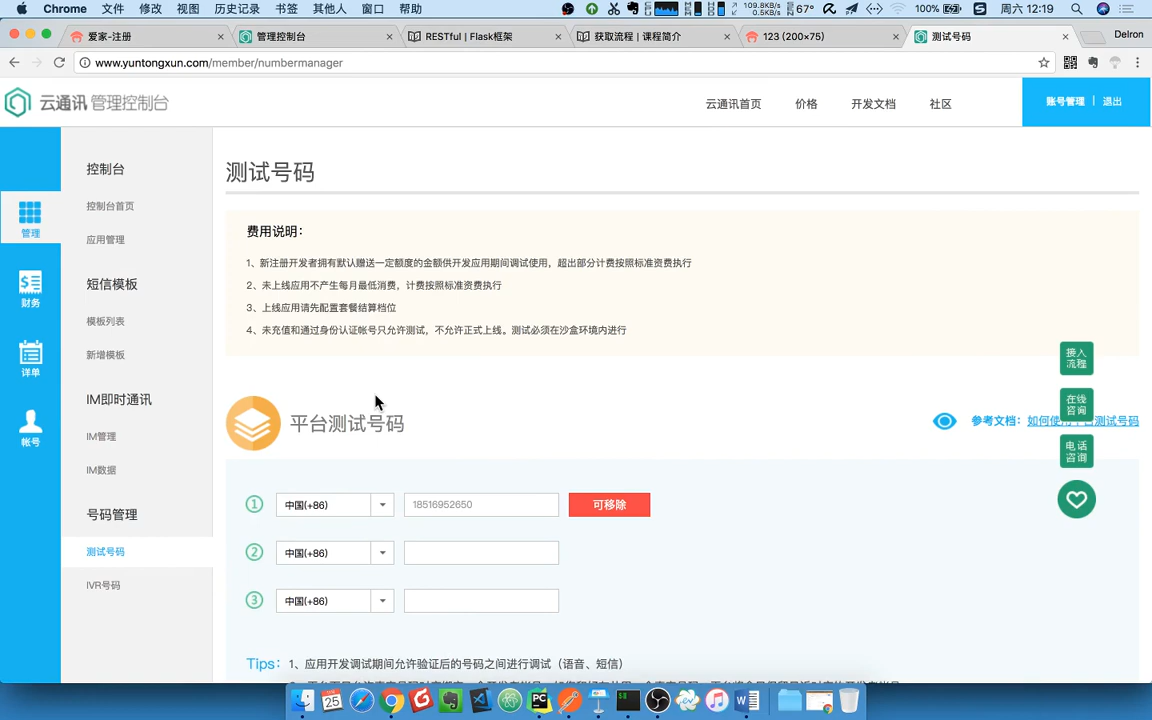 Chrome 文件 修改 视图 历史记录 书签 其他人 窗口 帮助
109.8KB/s
0.5KB/s
67° 100% 周六 12:19
爱家-注册 管理控制台 RESTful | Flask框架 获取流程 | 课程简介 123 (200×75) 测试号码 Delron
www.yuntongxun.com/member/numbermanager
云通讯 管理控制台 云通讯首页 价格 开发文档 社区 账号管理 | 退出
管理
财务
详单
帐号
控制台
控制台首页
应用管理
短信模板
模板列表
新增模板
IM即时通讯
IM管理
IM数据
号码管理
测试号码
IVR号码
测试号码
费用说明：
1、新注册开发者拥有默认赠送一定额度的金额供开发应用期间调试使用，超出部分计费按照标准资费执行
2、未上线应用不产生每月最低消费，计费按照标准资费执行
3、上线应用请先配置套餐结算档位
4、未充值和通过身份认证帐号只允许测试，不允许正式上线。测试必须在沙盒环境内进行
接入
流程
在线
咨询
电话
咨询
平台测试号码
参考文档： 如何使用平台测试号码
① 中国(+86) 18516952650 可移除
② 中国(+86)
③ 中国(+86)
Tips： 1、应用开发调试期间允许验证后的号码之间进行调试（语音、短信）
25
PC